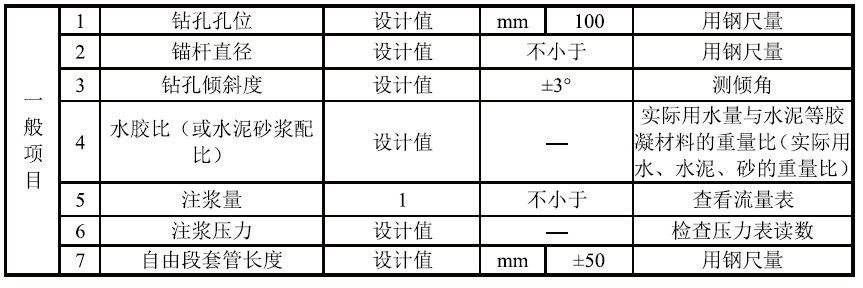 一般项目
1 钻孔孔位 设计值 mm 100 用钢尺量
2 锚杆直径 设计值 不小于 用钢尺量
3 钻孔倾斜度 设计值 ±3° 测倾角
4 水胶比（或水泥砂浆配比） 设计值 — 实际用水量与水泥等胶凝材料的重量比（实际用水、水泥、砂的重量比）
5 注浆量 1 不小于 查看流量表
6 注浆压力 设计值 — 检查压力表读数
7 自由段套管长度 设计值 mm ±50 用钢尺量